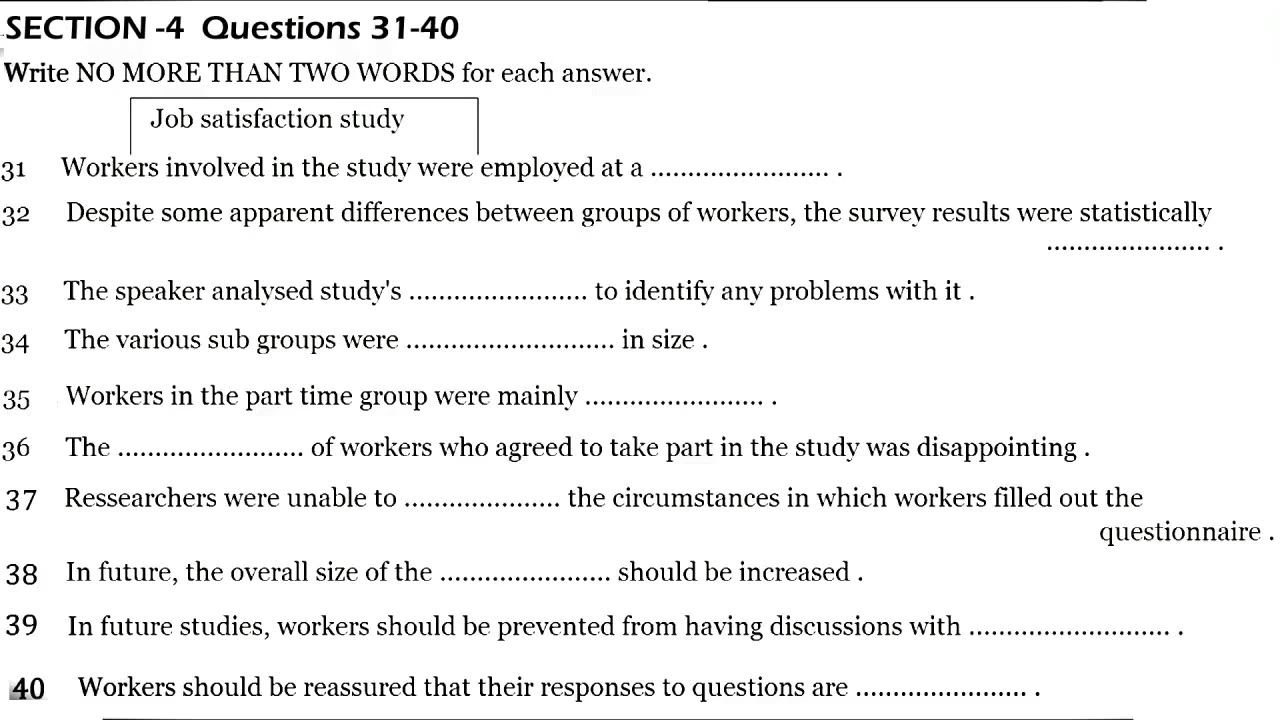 SECTION -4 Questions 31-40
Write NO MORE THAN TWO WORDS for each answer.
Job satisfaction study
31 Workers involved in the study were employed at a ........................ .
32 Despite some apparent differences between groups of workers, the survey results were statistically
...................... .
33 The speaker analysed study's ........................ to identify any problems with it .
34 The various sub groups were ............................ in size .
35 Workers in the part time group were mainly ........................ .
36 The ......................... of workers who agreed to take part in the study was disappointing .
37 Ressearchers were unable to ..................... the circumstances in which workers filled out the
questionnaire .
38 In future, the overall size of the ....................... should be increased .
39 In future studies, workers should be prevented from having discussions with ........................... .
40 Workers should be reassured that their responses to questions are ....................... .